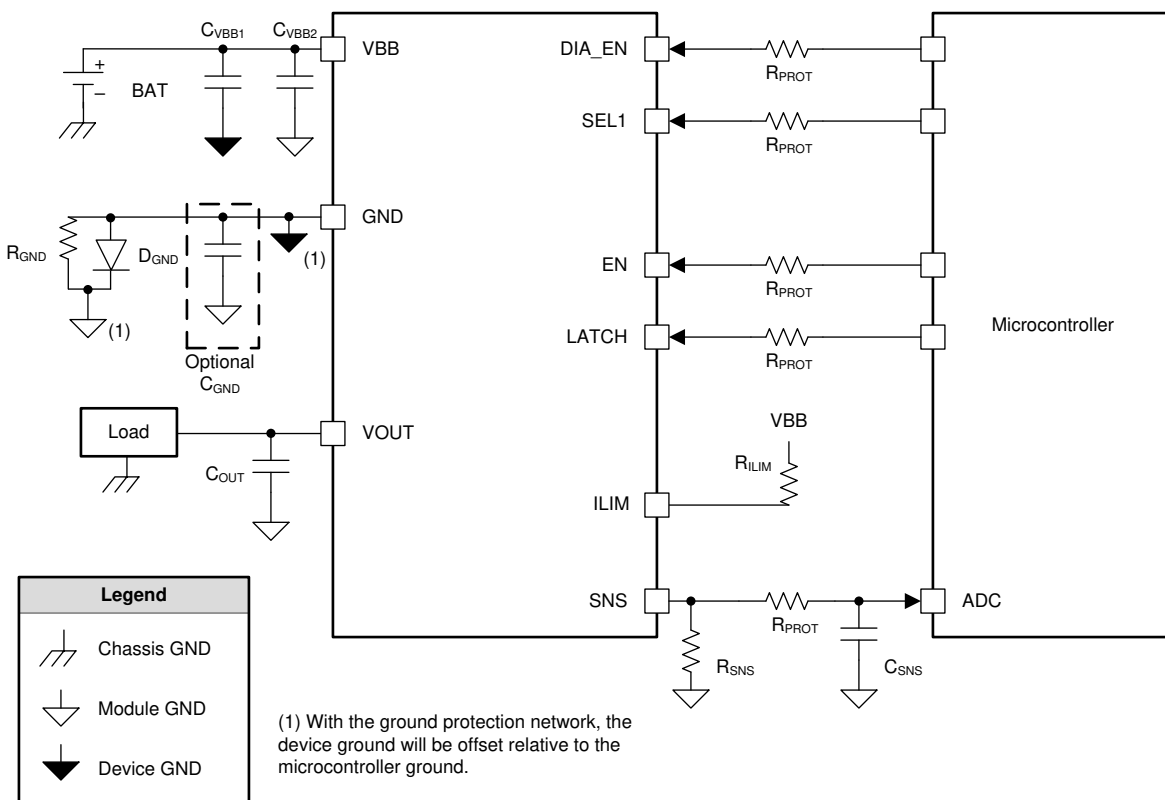 CVBB1
CVBB2
VBB
DIA_EN
RPROT
+
–
BAT
SEL1
RPROT
GND
RGND
DGND
(1)
(1)
Optional
CGND
EN
RPROT
LATCH
RPROT
Microcontroller
Load
VOUT
COUT
VBB
RILIM
ILIM
SNS
RPROT
ADC
RSNS
CSNS
Legend
Chassis GND
Module GND
Device GND
(1) With the ground protection network, the
device ground will be offset relative to the
microcontroller ground.